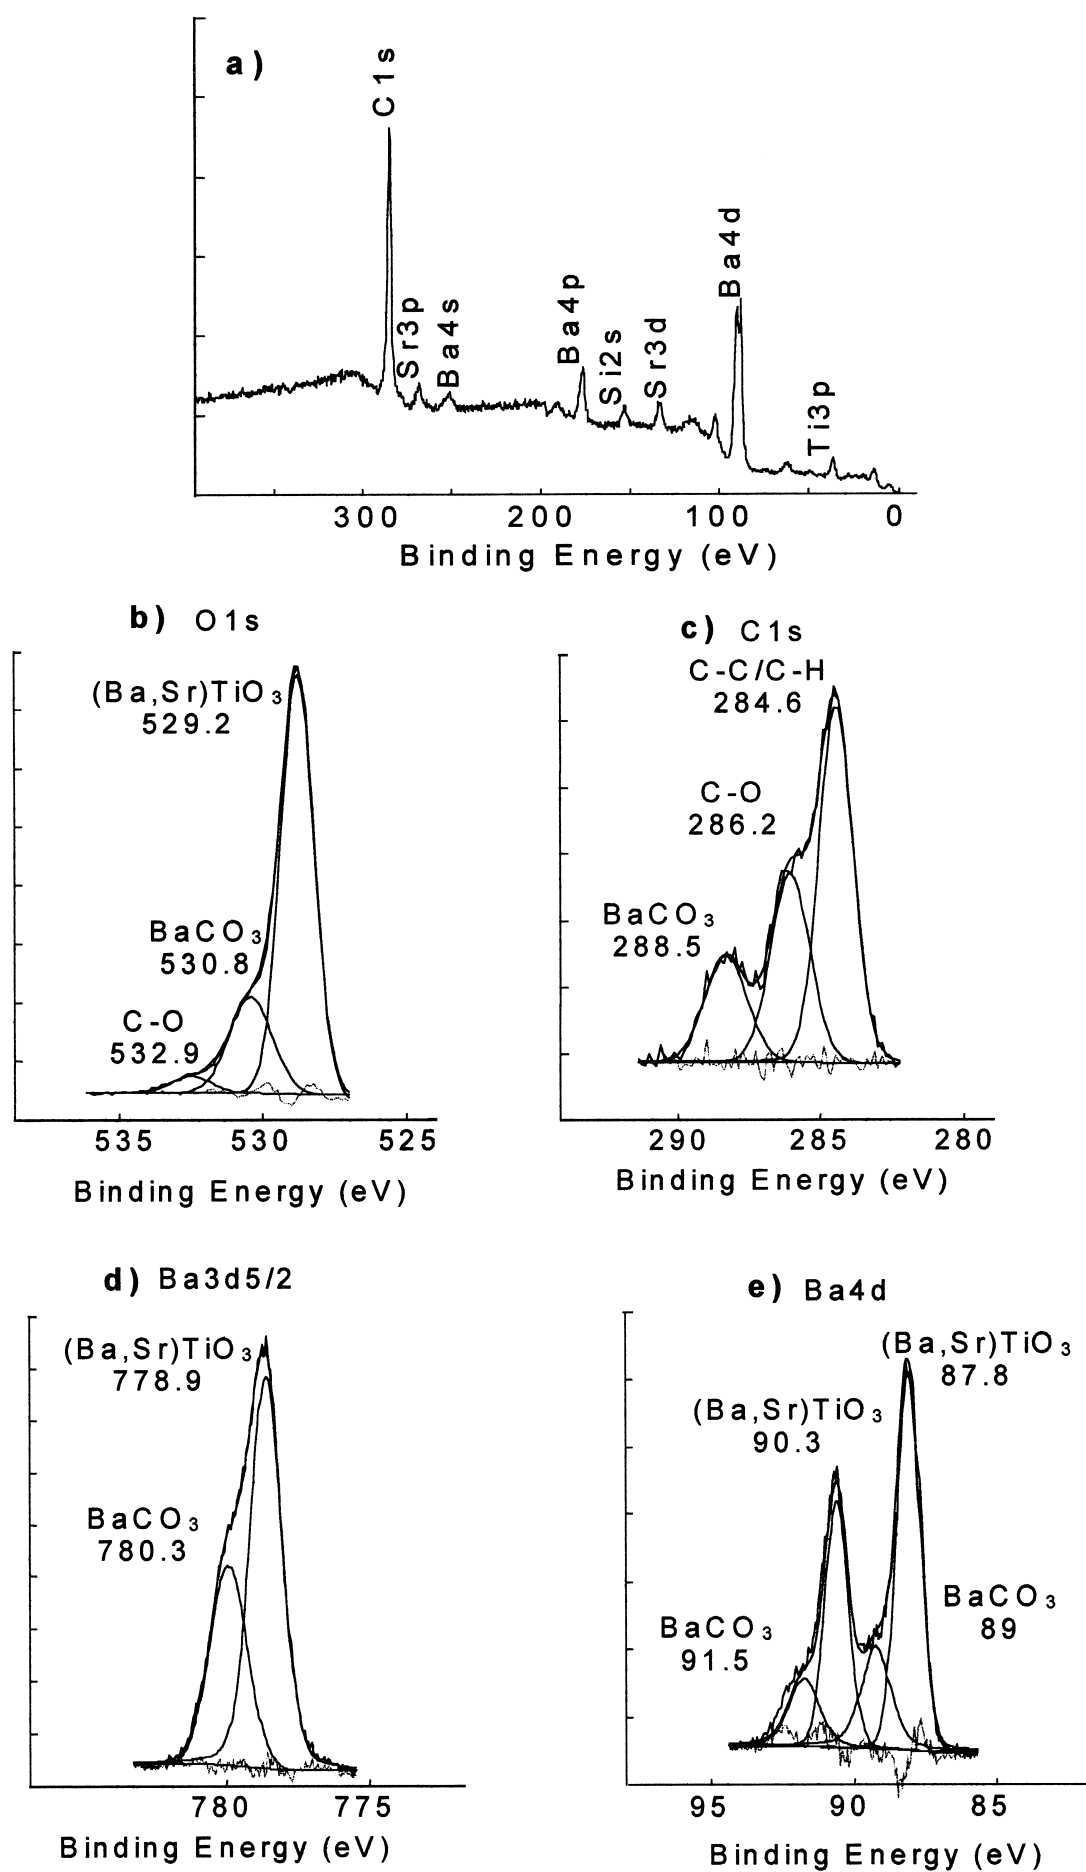 a)
C1s
Sr3p
Ba4s
Ba4p
Si2s
Sr3d
Ba4d
Ti3p
300 200 100 0
Binding Energy (eV)
b) O1s
(Ba,Sr)TiO₃
529.2
BaCO₃
530.8
C-O
532.9
535 530 525
Binding Energy (eV)
c) C1s
C-C/C-H
284.6
C-O
286.2
BaCO₃
288.5
290 285 280
Binding Energy (eV)
d) Ba3d5/2
(Ba,Sr)TiO₃
778.9
BaCO₃
780.3
780 775
Binding Energy (eV)
e) Ba4d
(Ba,Sr)TiO₃
87.8
(Ba,Sr)TiO₃
90.3
BaCO₃
89
BaCO₃
91.5
95 90 85
Binding Energy (eV)